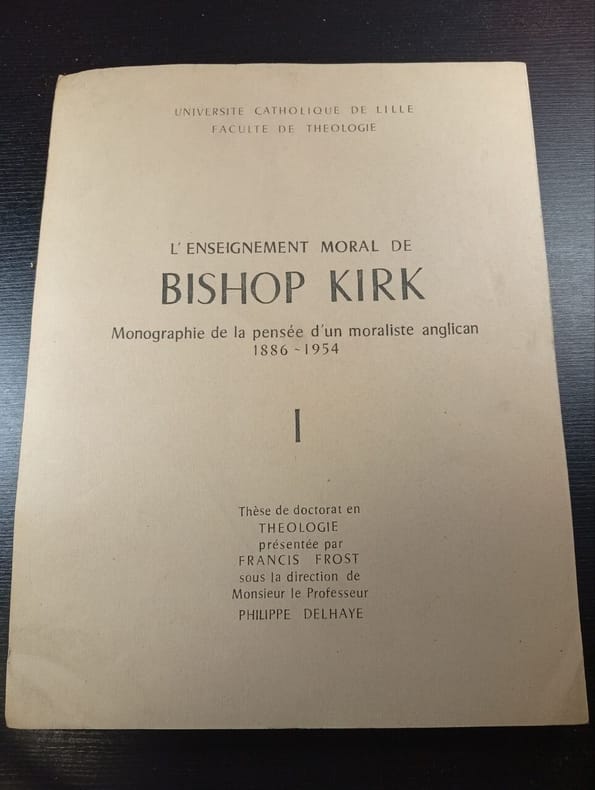 UNIVERSITE CATHOLIQUE DE LILLE
FACULTE DE THEOLOGIE
L'ENSEIGNEMENT MORAL DE
BISHOP KIRK
Monographie de la pensée d'un moraliste anglican
1886 ~ 1954
I
Thèse de doctorat en
THEOLOGIE
présentée par
FRANCIS FROST
sous la direction de
Monsieur le Professeur
PHILIPPE DELHAYE